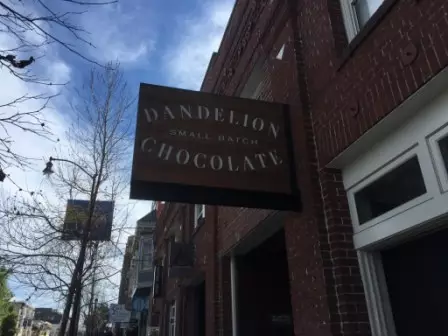 DANDELION
SMALL BATCH
CHOCOLATE